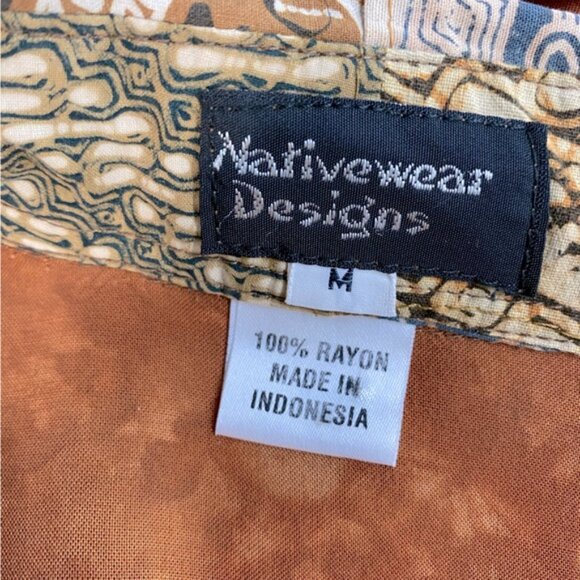 Nativewear
Designs
M
100% RAYON
MADE IN
INDONESIA